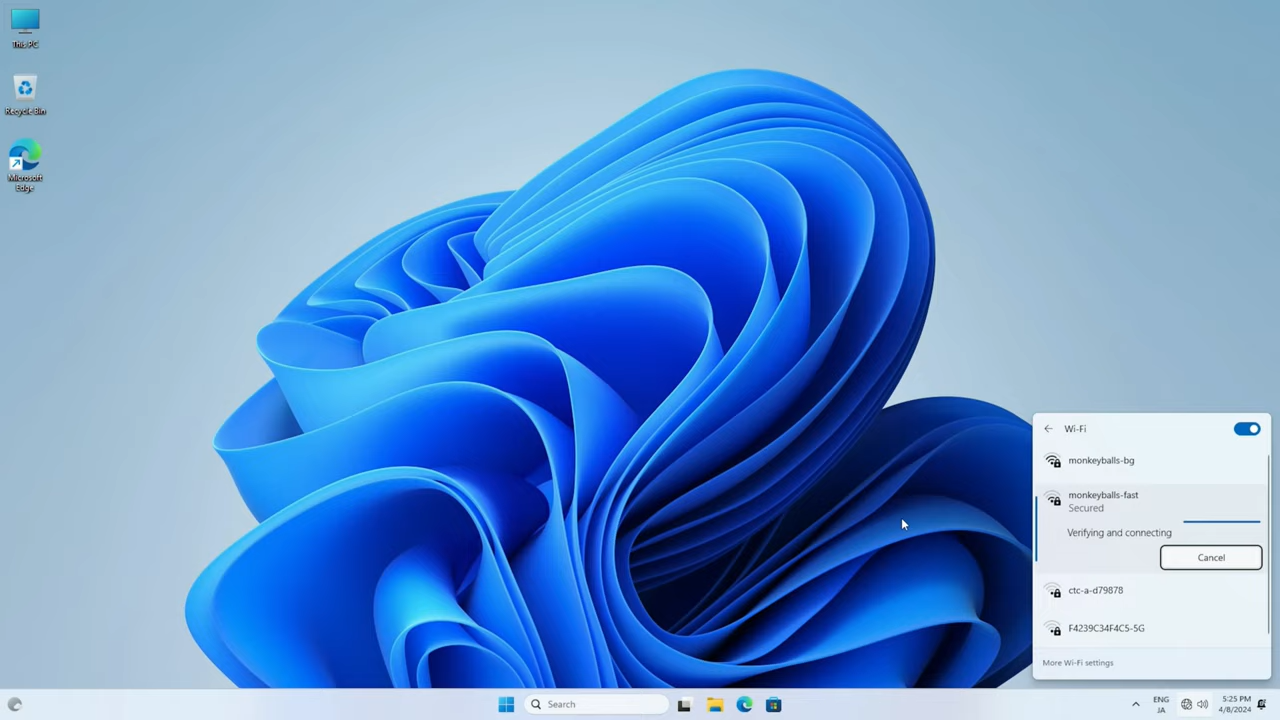 This PC
Recycle Bin
Microsoft
Edge
Wi-Fi
monkeyballs-bg
monkeyballs-fast
Secured
Verifying and connecting
Cancel
ctc-a-d79878
F4239C34F4C5-5G
More Wi-Fi settings
Search
ENG
JA
5:25 PM
4/8/2024